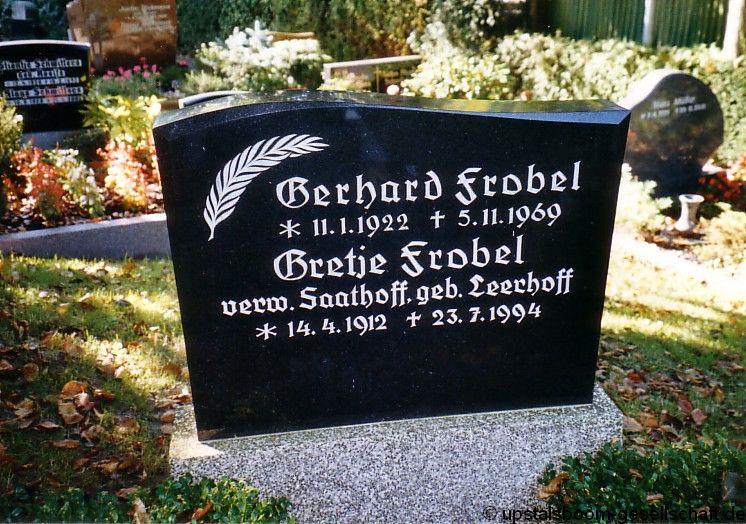 Gerhard Frobel
* 11.1.1922 † 5.11.1969
Gretje Frobel
verw. Saathoff, geb. Leerhoff
* 14.4.1912 † 23.7.1994
© upstalsboom-gesellschaft.de